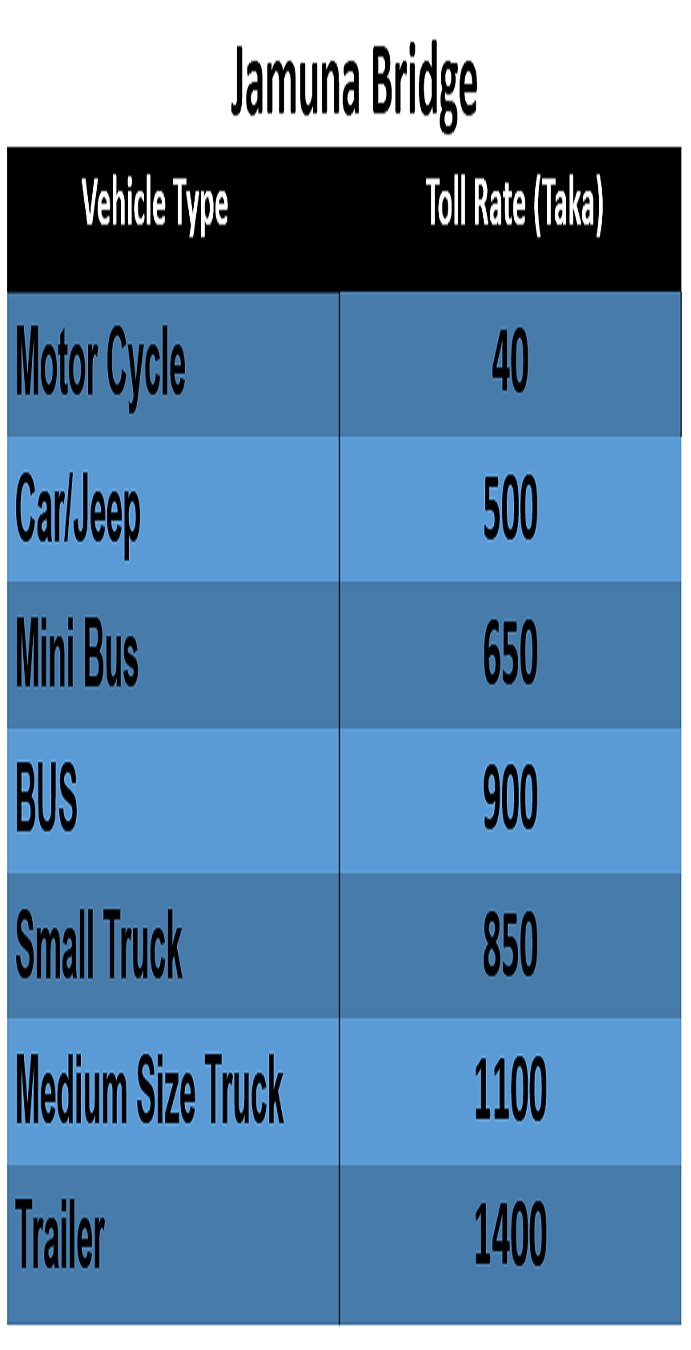 Jamuna Bridge
Vehicle Type Toll Rate (Taka)
Motor Cycle 40
Car/Jeep 500
Mini Bus 650
BUS 900
Small Truck 850
Medium Size Truck 1100
Trailer 1400